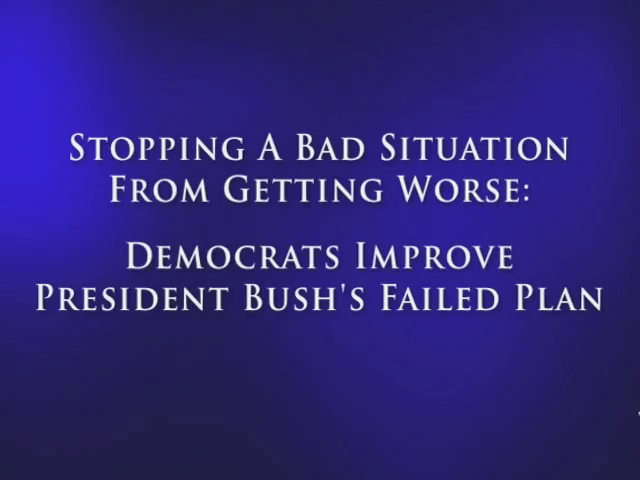 STOPPING A BAD SITUATION
FROM GETTING WORSE:
DEMOCRATS IMPROVE
PRESIDENT BUSH'S FAILED PLAN